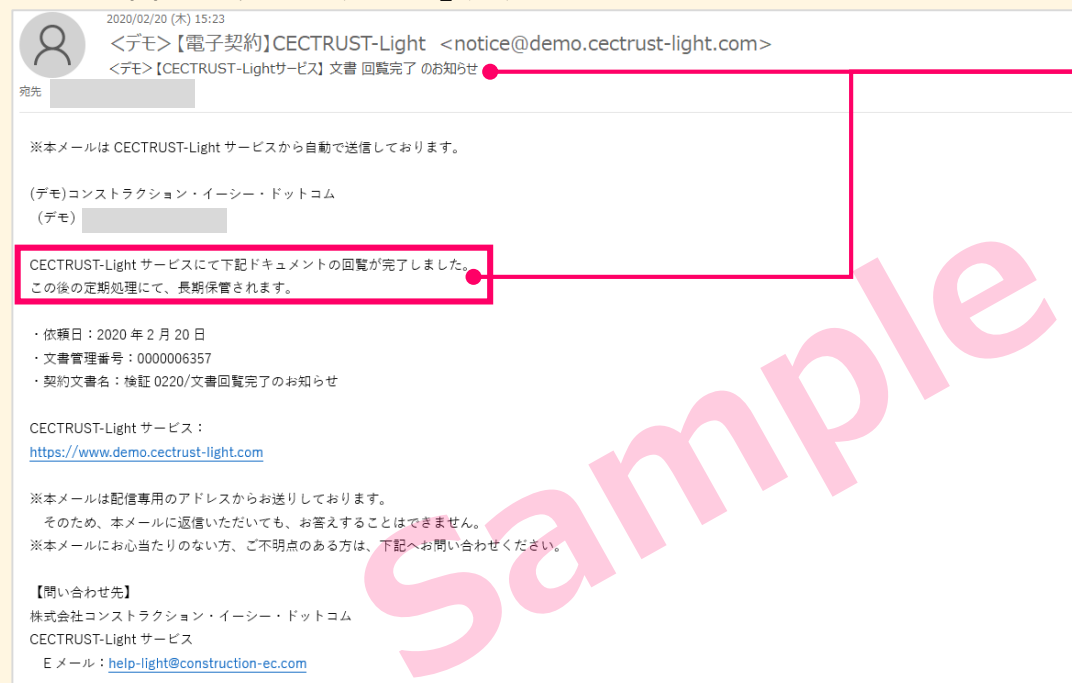 2020/02/20 (木) 15:23
<デモ>【電子契約】CECTRUST-Light <notice@demo.cectrust-light.com>
<デモ>【CECTRUST-Lightサービス】 文書 回覧完了 のお知らせ
宛先
※本メールは CECTRUST-Light サービスから自動で送信しております。
(デモ)コンストラクション・イーシー・ドットコム
（デモ）
CECTRUST-Light サービスにて下記ドキュメントの回覧が完了しました。
この後の定期処理にて、長期保管されます。
・依頼日：2020 年 2 月 20 日
・文書管理番号：0000006357
・契約文書名：検証 0220/文書回覧完了のお知らせ
CECTRUST-Light サービス：
https://www.demo.cectrust-light.com
※本メールは配信専用のアドレスからお送りしております。
そのため、本メールに返信いただいても、お答えすることはできません。
※本メールにお心当たりのない方、ご不明点のある方は、下記へお問い合わせください。
【問い合わせ先】
株式会社コンストラクション・イーシー・ドットコム
CECTRUST-Light サービス
E メール：help-light@construction-ec.com
Sample